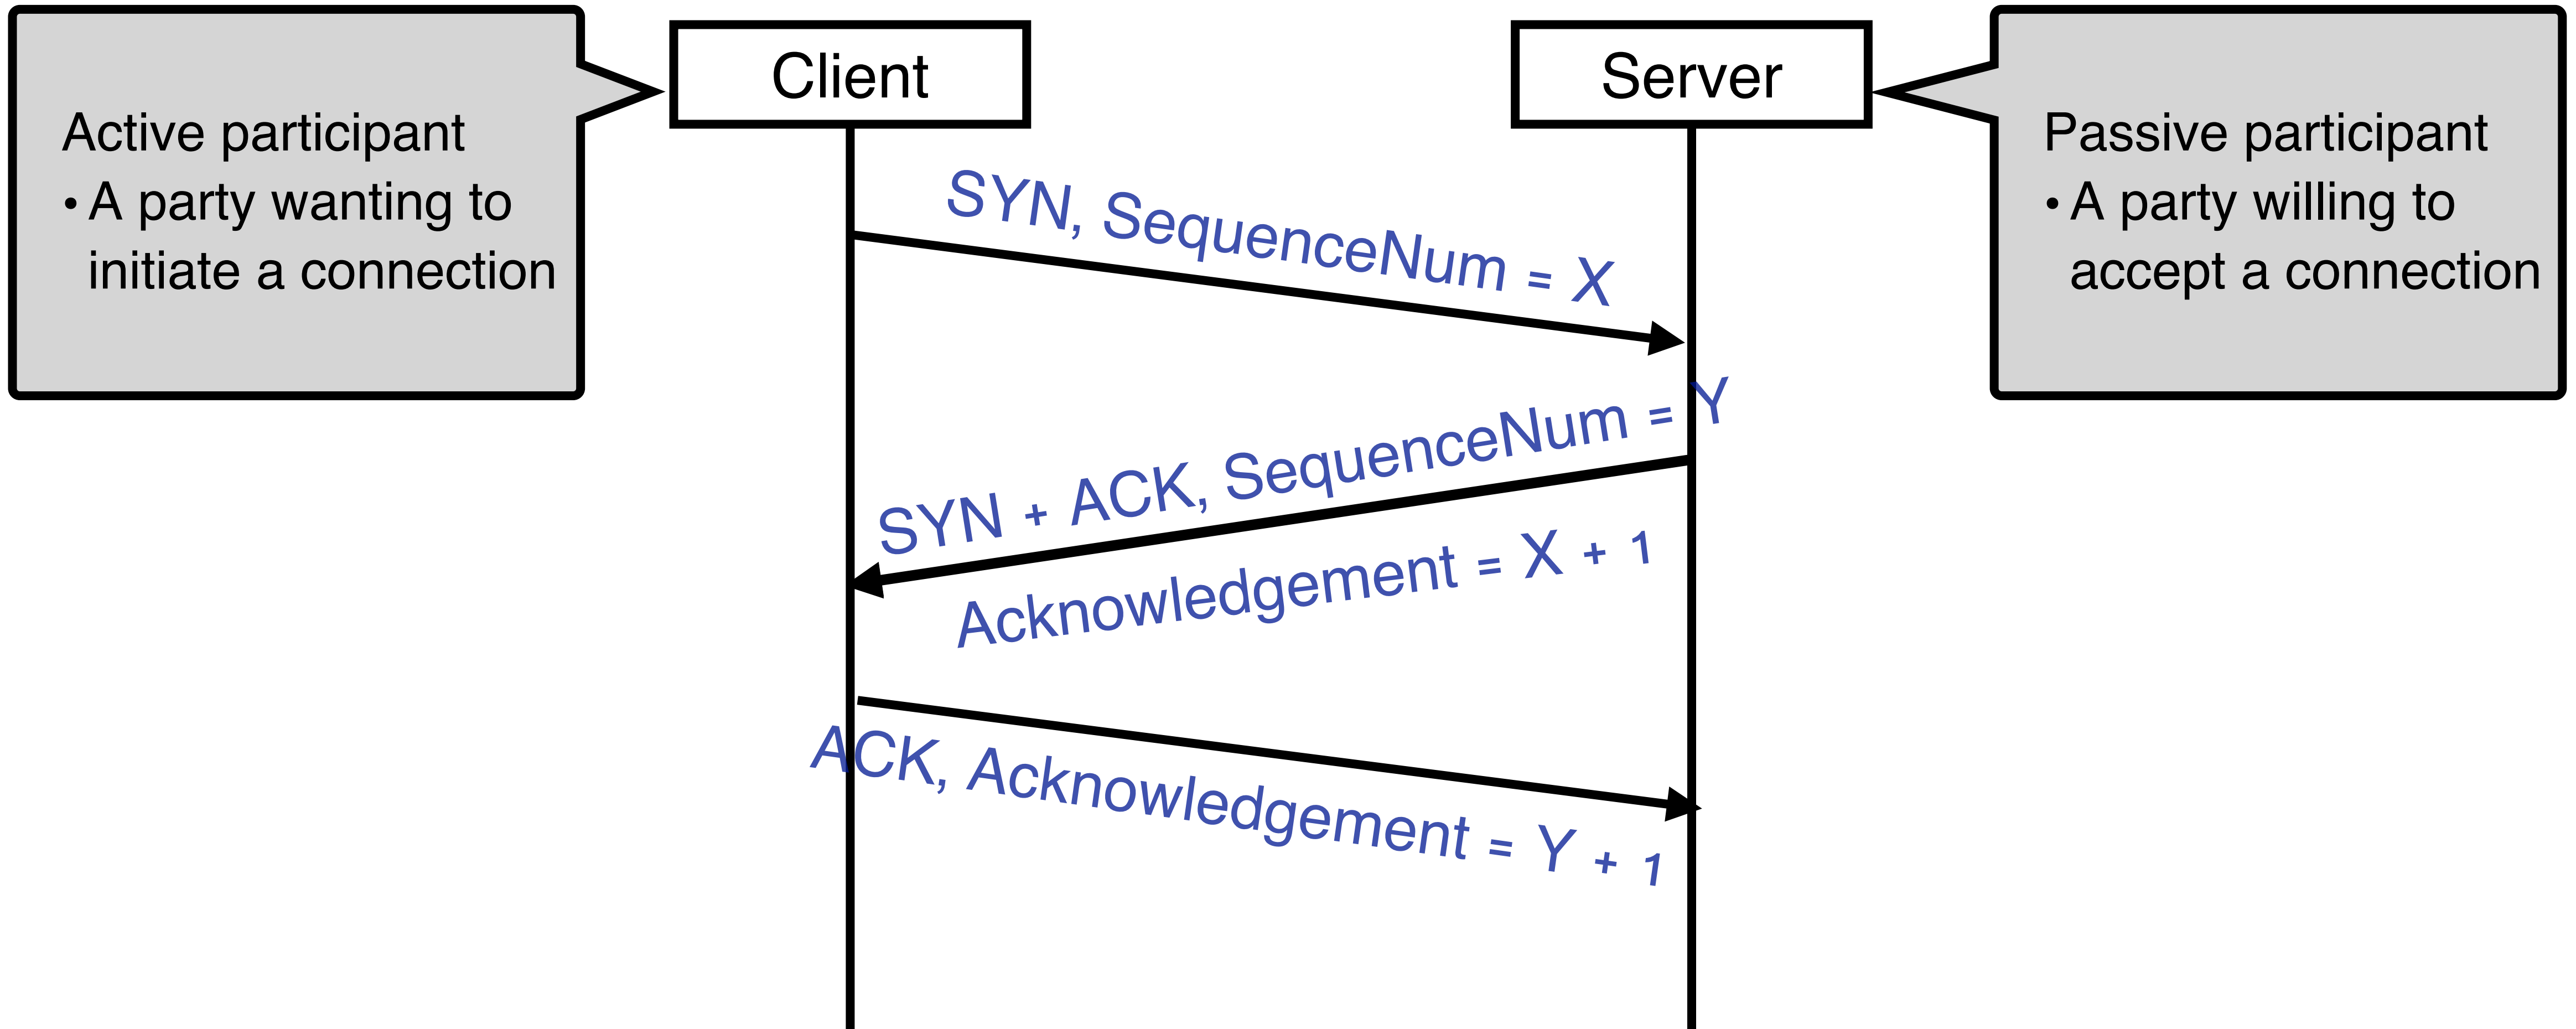 Active participant
• A party wanting to
initiate a connection
Client
Server
Passive participant
• A party willing to
accept a connection
SYN, SequenceNum = X
SYN + ACK, SequenceNum = Y
Acknowledgement = X + 1
ACK, Acknowledgement = Y + 1